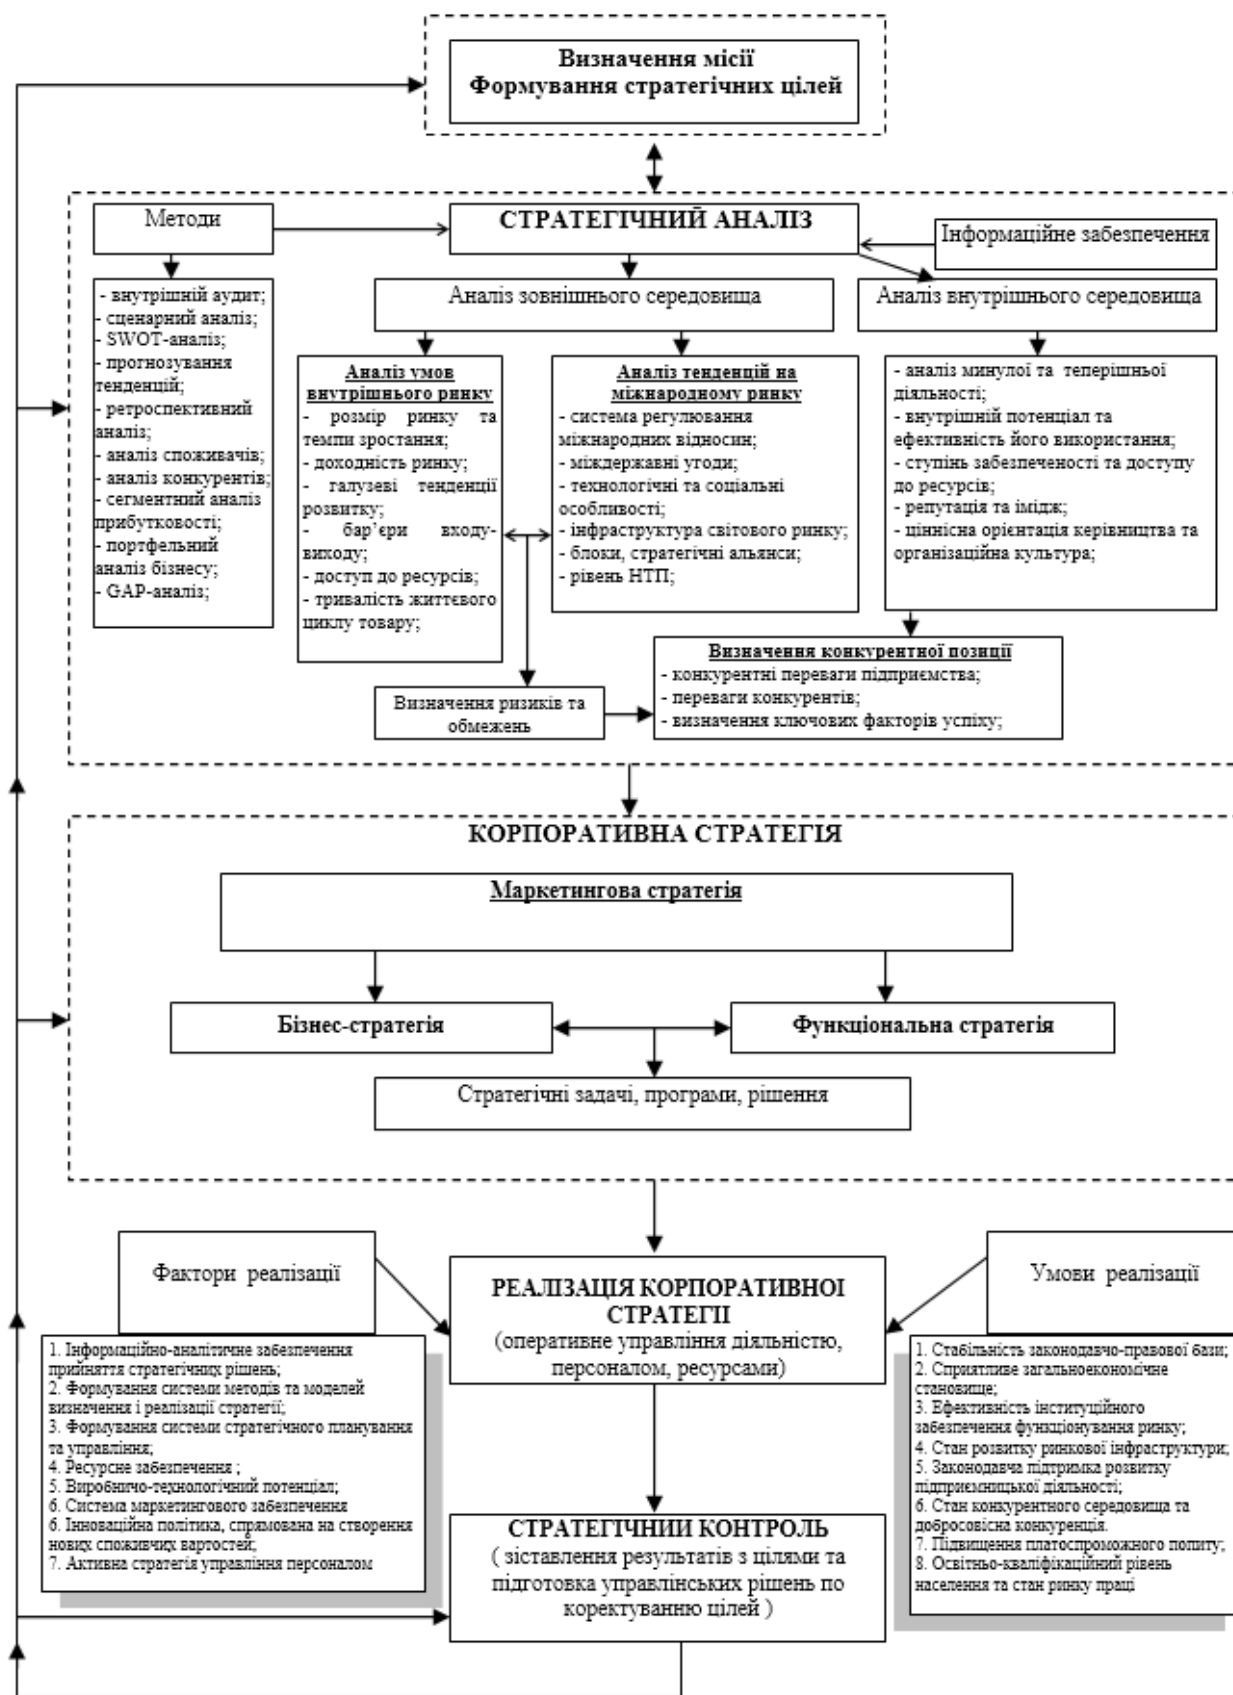 Визначення місії
Формування стратегічних цілей
Методи
СТРАТЕГІЧНИЙ АНАЛІЗ
Інформаційне забезпечення
- внутрішній аудит;
- сценарний аналіз;
- SWOT-аналіз;
- прогнозування
тенденцій;
- ретроспективний
аналіз;
- аналіз споживачів;
- аналіз конкурентів;
- сегментний аналіз
прибутковості;
- портфельний
аналіз бізнесу;
- GAP-аналіз;
Аналіз зовнішнього середовища
Аналіз внутрішнього середовища
Аналіз умов
внутрішнього ринку
- розмір ринку та
темпи зростання;
- доходність ринку;
- галузеві тенденції
розвитку;
- бар’єри входу-
виходу;
- доступ до ресурсів;
- тривалість життєвого
циклу товару;
Аналіз тенденцій на
міжнародному ринку
- система регулювання
міжнародних відносин;
- міждержавні угоди;
- технологічні та соціальні
особливості;
- інфраструктура світового ринку;
- блоки, стратегічні альянси;
- рівень НТП;
- аналіз минулої та теперішньої
діяльності;
- внутрішній потенціал та
ефективність його використання;
- ступінь забезпеченості та доступу
до ресурсів;
- репутація та імідж;
- ціннісна орієнтація керівництва та
організаційна культура;
Визначення ризиків та
обмежень
Визначення конкурентної позиції
- конкурентні переваги підприємства;
- переваги конкурентів;
- визначення ключових факторів успіху;
КОРПОРАТИВНА СТРАТЕГІЯ
Маркетингова стратегія
Бізнес-стратегія
Функціональна стратегія
Стратегічні задачі, програми, рішення
Фактори реалізації
РЕАЛІЗАЦІЯ КОРПОРАТИВНОЇ
СТРАТЕГІЇ
(оперативне управління діяльністю,
персоналом, ресурсами)
Умови реалізації
1. Інформаційно-аналітичне забезпечення
прийняття стратегічних рішень;
2. Формування системи методів та моделей
визначення і реалізації стратегії;
3. Формування системи стратегічного планування
та управління;
4. Ресурсне забезпечення ;
5. Виробничо-технологічний потенціал;
6. Система маркетингового забезпечення
6. Інноваційна політика, спрямована на створення
нових споживчих вартостей;
7. Активна стратегія управління персоналом
1. Стабільність законодавчо-правової бази;
2. Сприятливе загальноекономічне
становище;
3. Ефективність інституційного
забезпечення функціонування ринку;
4. Стан розвитку ринкової інфраструктури;
5. Законодавча підтримка розвитку
підприємницької діяльності;
6. Стан конкурентного середовища та
добросовісна конкуренція.
7. Підвищення платоспроможного попиту;
8. Освітньо-кваліфікаційний рівень
населення та стан ринку праці
СТРАТЕГІЧНИЙ КОНТРОЛЬ
( зіставлення результатів з цілями та
підготовка управлінських рішень по
коректуванню цілей )